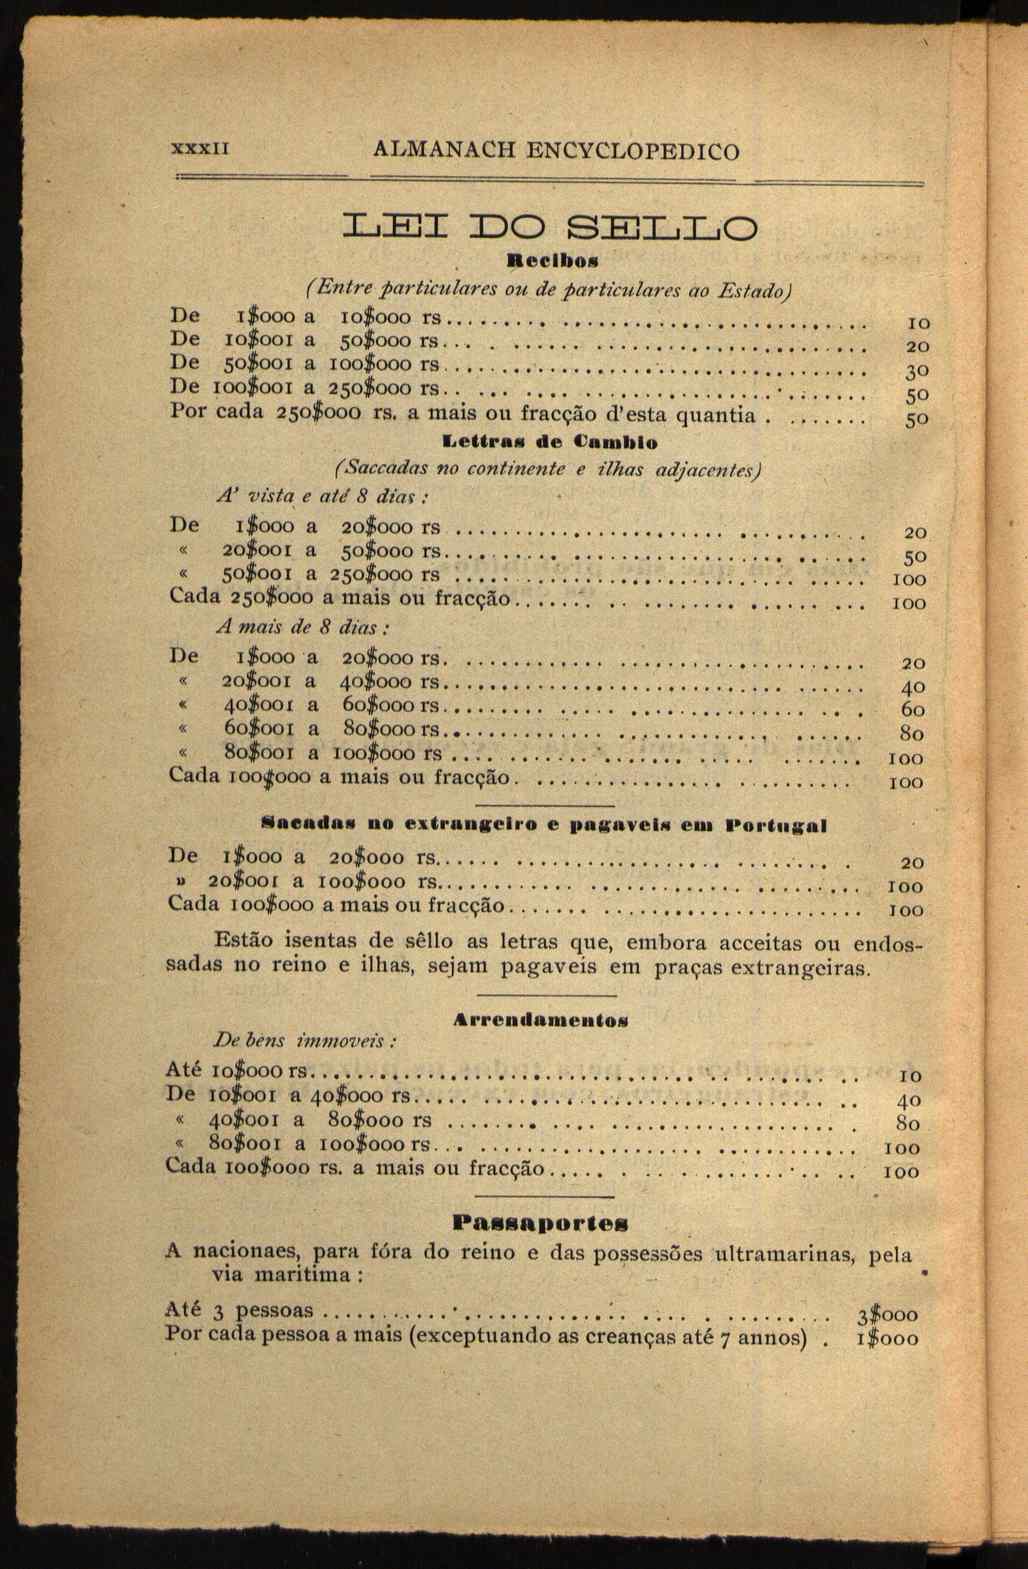 XXXII ALMANACH ENCYCLOPEDICO
LEI DO SELLO
Recibos
(Entre particulares ou de particulares ao Estado)
De 1$000 a 10$000 rs........................................ 10
De 10$001 a 50$000 rs........................................ 20
De 50$001 a 100$000 rs........................................ 30
De 100$001 a 250$000 rs........................................ 50
Por cada 250$000 rs. a mais ou fracção d'esta quantia ......... 50
Lettras de Cambio
(Saccadas no continente e ilhas adjacentes)
A' vista e até 8 dias :
De 1$000 a 20$000 rs ........................................ 20
« 20$001 a 50$000 rs........................................ 50
« 50$001 a 250$000 rs ........................................ 100
Cada 250$000 a mais ou fracção.............................. 100
A mais de 8 dias :
De 1$000 a 20$000 rs........................................ 20
« 20$001 a 40$000 rs........................................ 40
« 40$001 a 60$000 rs........................................ 60
« 60$001 a 80$000 rs........................................ 80
« 80$001 a 100$000 rs ........................................ 100
Cada 100$000 a mais ou fracção.............................. 100
Sacadas no extrangeiro e pagaveis em Portugal
De 1$000 a 20$000 rs........................................ 20
» 20$001 a 100$000 rs........................................ 100
Cada 100$000 a mais ou fracção.............................. 100
Estão isentas de sêllo as letras que, embora acceitas ou endos-
sadas no reino e ilhas, sejam pagaveis em praças extrangeiras.
Arrendamentos
De bens immoveis :
Até 10$000 rs.............................................. 10
De 10$001 a 40$000 rs........................................ 40
« 40$001 a 80$000 rs ........................................ 80
« 80$001 a 100$000 rs........................................ 100
Cada 100$000 rs. a mais ou fracção.......................... 100
Passaportes
A nacionaes, para fóra do reino e das possessões ultramarinas, pela
via maritima :
Até 3 pessoas ........................................ 3$000
Por cada pessoa a mais (exceptuando as creanças até 7 annos) . 1$000